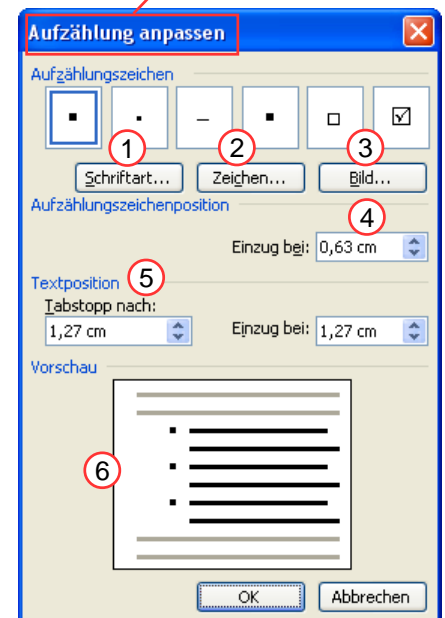 Aufzählung anpassen
Aufzählungszeichen
1 2 3
Schriftart... Zeichen... Bild...
Aufzählungszeichenposition
4
Einzug bei: 0,63 cm
Textposition 5
Tabstopp nach:
1,27 cm Einzug bei: 1,27 cm
Vorschau
6
OK Abbrechen